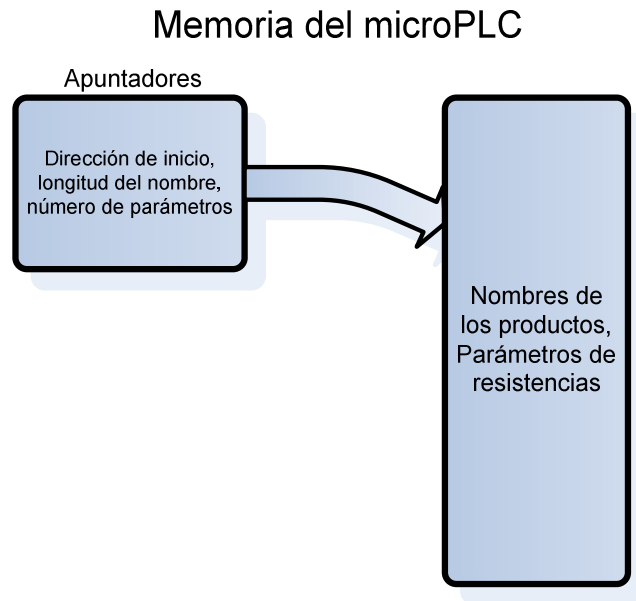 Memoria del microPLC
Apuntadores
Dirección de inicio,
longitud del nombre,
número de parámetros
Nombres de
los productos,
Parámetros de
resistencias